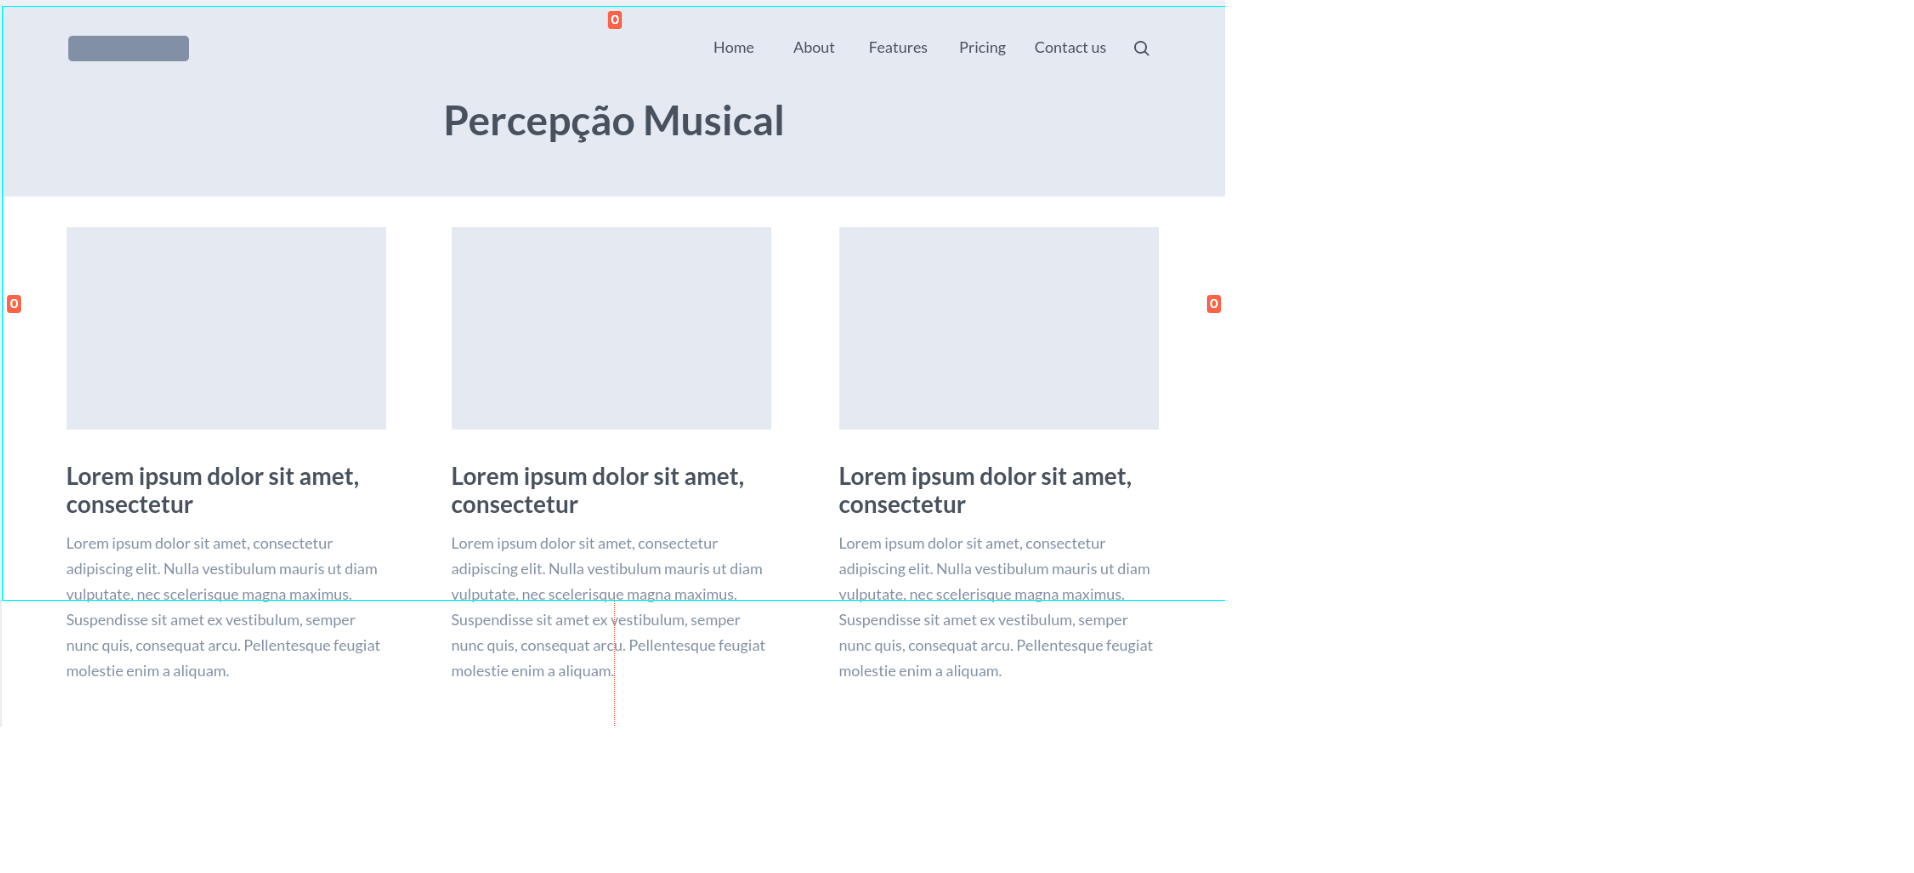 0
Home About Features Pricing Contact us
Percepção Musical
0 0
Lorem ipsum dolor sit amet,
consectetur
Lorem ipsum dolor sit amet, consectetur
adipiscing elit. Nulla vestibulum mauris ut diam
vulputate, nec scelerisque magna maximus.
Suspendisse sit amet ex vestibulum, semper
nunc quis, consequat arcu. Pellentesque feugiat
molestie enim a aliquam.
Lorem ipsum dolor sit amet,
consectetur
Lorem ipsum dolor sit amet, consectetur
adipiscing elit. Nulla vestibulum mauris ut diam
vulputate, nec scelerisque magna maximus.
Suspendisse sit amet ex vestibulum, semper
nunc quis, consequat arcu. Pellentesque feugiat
molestie enim a aliquam.
Lorem ipsum dolor sit amet,
consectetur
Lorem ipsum dolor sit amet, consectetur
adipiscing elit. Nulla vestibulum mauris ut diam
vulputate, nec scelerisque magna maximus.
Suspendisse sit amet ex vestibulum, semper
nunc quis, consequat arcu. Pellentesque feugiat
molestie enim a aliquam.